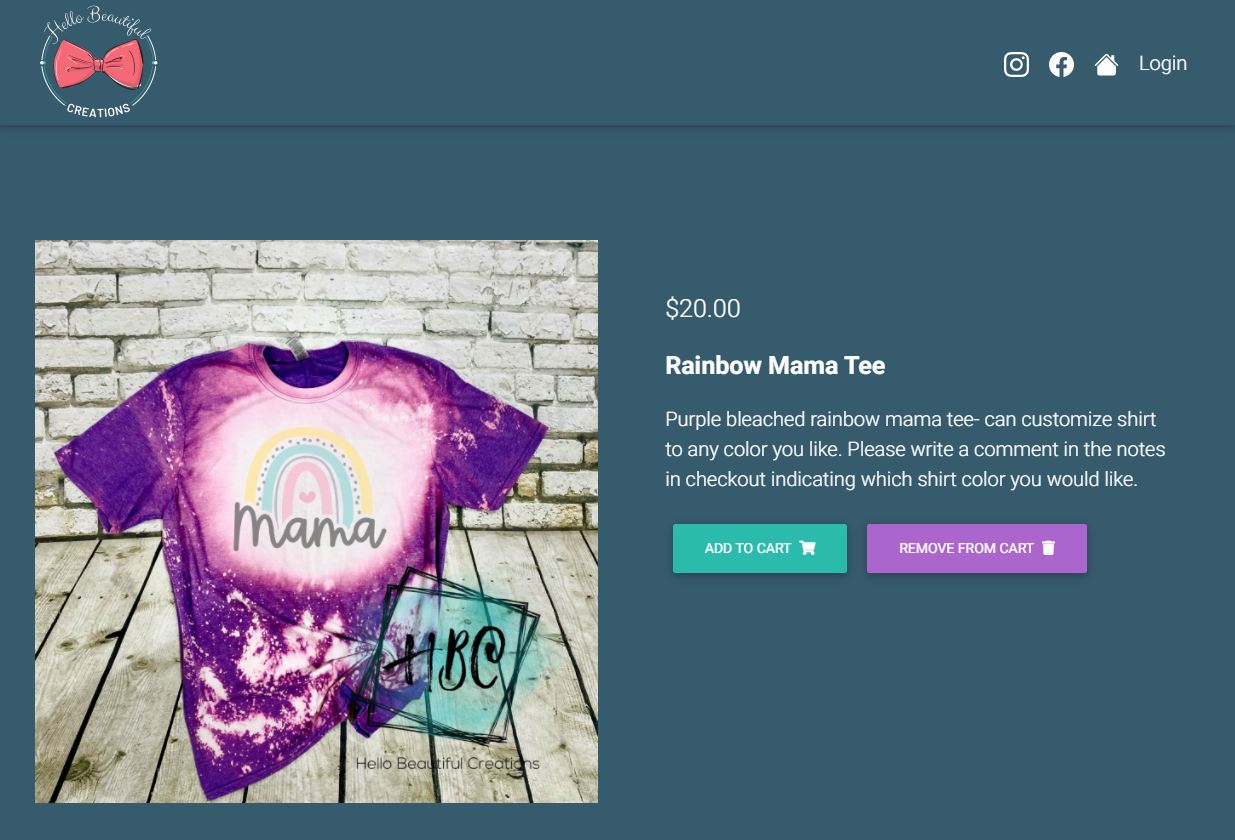 Hello Beautiful
CREATIONS
Login
$20.00
Rainbow Mama Tee
Purple bleached rainbow mama tee- can customize shirt
to any color you like. Please write a comment in the notes
in checkout indicating which shirt color you would like.
ADD TO CART
REMOVE FROM CART
mama
HBC
Hello Beautiful Creations